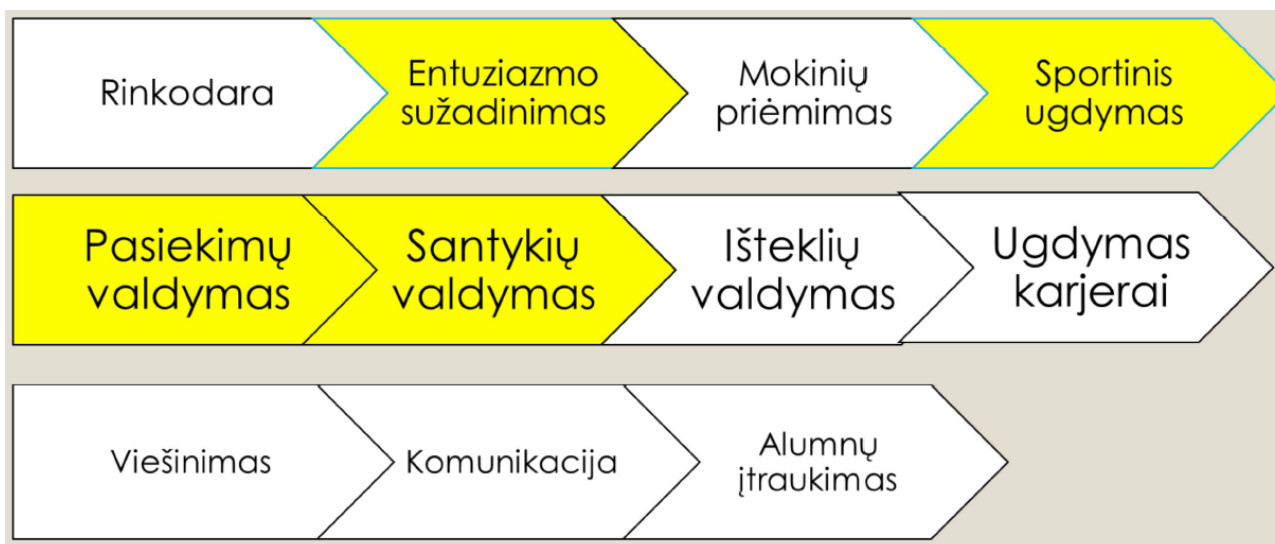 Rinkodara
Entuziazmo
sužadinimas
Mokinių
priėmimas
Sportinis
ugdymas
Pasiekimų
valdymas
Santykių
valdymas
Išteklių
valdymas
Ugdymas
karjerai
Viešinimas
Komunikacija
Alumnų
įtraukimas